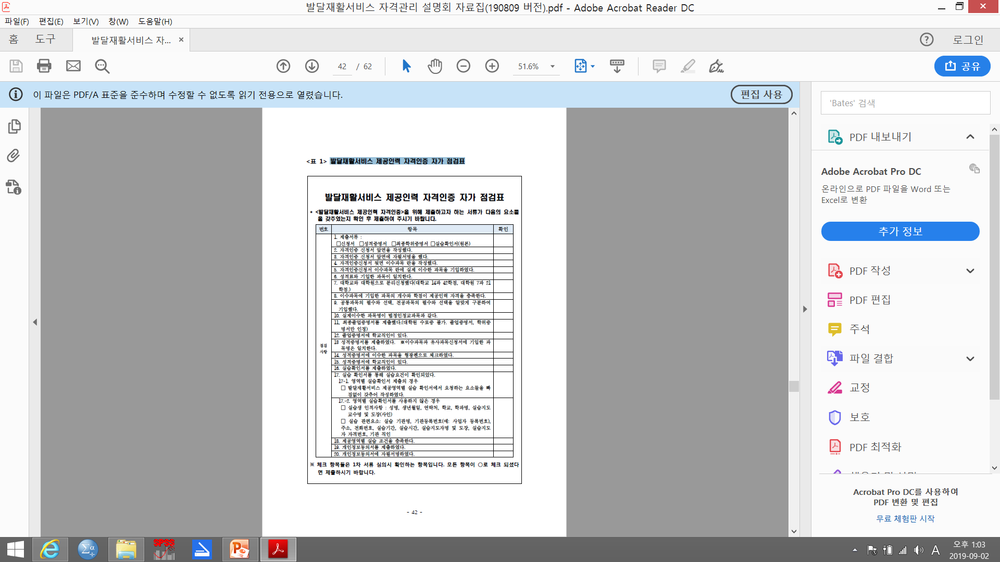 발달재활서비스 자격관리 설명회 자료집(190809 버전).pdf - Adobe Acrobat Reader DC
파일(F) 편집(E) 보기(V) 창(W) 도움말(H)
홈 도구 발달재활서비스 자... × 로그인
42 / 62 51.6% 공유
이 파일은 PDF/A 표준을 준수하며 수정할 수 없도록 읽기 전용으로 열렸습니다. 편집 사용
<표 1> 발달재활서비스 제공인력 자격인증 자가 점검표
발달재활서비스 제공인력 자격인증 자가 점검표
* <발달재활서비스 제공인력 자격인증>을 위해 제출하고자 하는 서류가 다음의 요소들
을 갖추었는지 확인 후 제출하여 주시기 바랍니다.
번호 항목 확인
점검
사항
1. 제출서류 :
□신청서 □성적증명서 □최종학위증명서 □실습확인서(원본)
2. 자격인증 신청서 앞면을 작성했다.
3. 자격인증 신청서 앞면에 자필서명을 했다.
4. 자격인증신청서 뒷면 이수과목 란을 작성했다.
5. 자격인증신청서 이수과목 란에 실제 이수한 과목을 기입하였다.
6. 성적표와 기입한 과목이 일치한다.
7. 대학교와 대학원으로 분리신청했다(대학교 14과 42학점, 대학원 7과 21
학점.)
8. 이수과목에 기입한 과목의 개수와 학점이 제공인력 자격을 충족한다.
9. 공통과목의 필수와 선택, 전공과목의 필수와 선택을 알맞게 구분하여
기입했다.
10. 실제이수한 과목명이 법정인정교과목과 같다.
11, 최종졸업증명서를 제출했다.(대학원 수료증 불가. 졸업증명서, 학위증
명서만 인정)
12. 졸업증명서에 학교직인이 있다.
13 성적증명서를 제출하였다. ※이수과목과 유사과목신청서에 기입한 과
목명은 일치한다.
14. 성적증명서에 이수한 과목을 형광펜으로 체크하였다.
15. 성적증명서에 학교직인이 있다.
16. 실습확인서를 제출하였다.
17. 실습 확인서를 통해 실습요건이 확인되었다.
17-1. 영역별 실습확인서 제출의 경우
□ 발달재활서비스 제공영역별 실습 확인서에서 요청하는 요소들을 빠
짐없이 갖추어 작성하였다.
17.-2. 영역별 실습확인서를 사용하지 않은 경우
□ 실습생 인적사항 : 성명, 생년월일, 연락처, 학교, 학과명, 실습지도
교수명 및 도장(사인)
□ 실습 관련요소: 실습 기관명, 기관등록번호(예: 사업자 등록번호),
주소, 전화번호, 실습기간, 실습시간, 실습지도자명 및 도장, 실습지도
자 자격번호, 기관 직인
18. 제공영역별 실습 조건을 충족한다.
19. 개인정보동의서를 제출하였다.
20. 개인정보동의서에 자필서명하였다.
※ 체크 항목들은 1차 서류 심의시 확인하는 항목입니다. 모든 항목이 ○로 체크 되셨다
면 제출하시기 바랍니다.
- 42 -
'Bates' 검색
PDF 내보내기
Adobe Acrobat Pro DC
온라인으로 PDF 파일을 Word 또는
Excel로 변환
추가 정보
PDF 작성
PDF 편집
주석
파일 결합
교정
보호
PDF 최적화
Acrobat Pro DC를 사용하여
PDF 변환 및 편집
무료 체험판 시작
SPSS
A
오후 1:03
2019-09-02